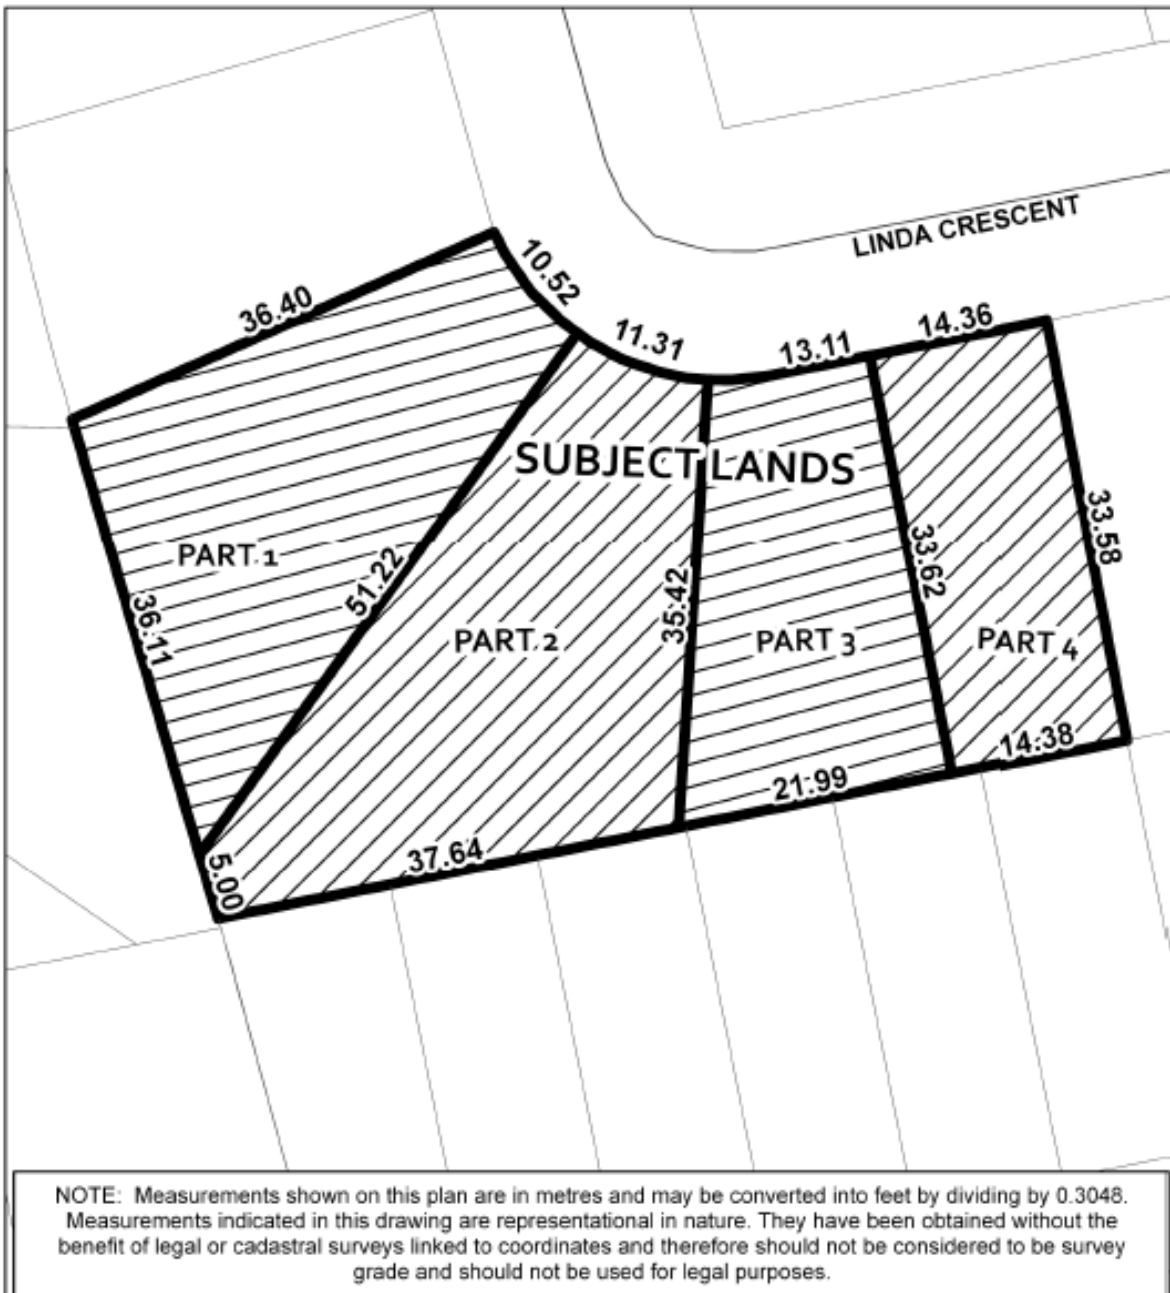 LINDA CRESCENT
10.52
36.40
11.31
13.11
14.36
SUBJECT LANDS
33.58
PART 1
51.22
33.62
36.11
35.42
PART 2
PART 3
PART 4
14.38
21.99
37.64
5.00
NOTE: Measurements shown on this plan are in metres and may be converted into feet by dividing by 0.3048.
Measurements indicated in this drawing are representational in nature. They have been obtained without the
benefit of legal or cadastral surveys linked to coordinates and therefore should not be considered to be survey
grade and should not be used for legal purposes.